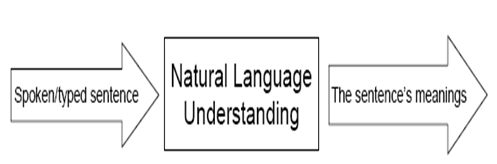 Spoken/typed sentence
Natural Language
Understanding
The sentence's meanings